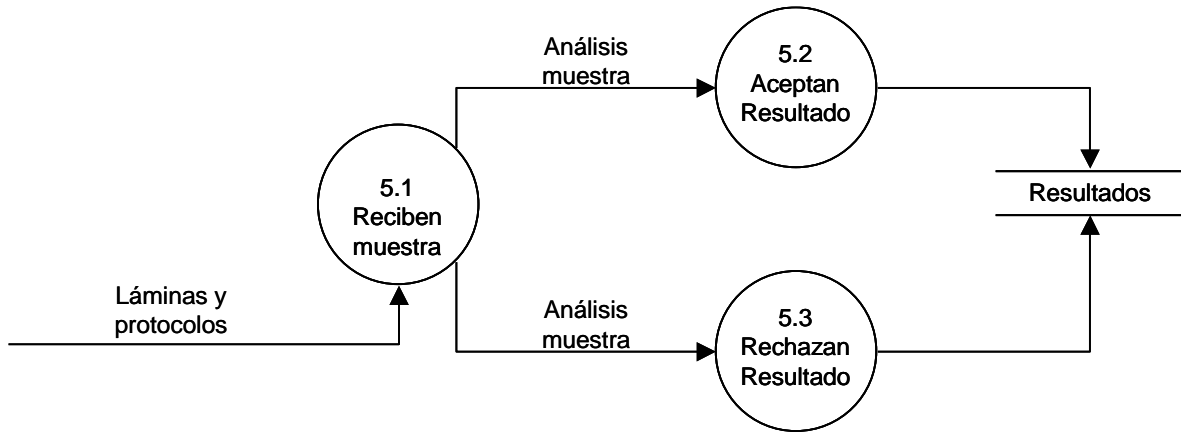 Análisis
muestra
5.2
Aceptan
Resultado
5.1
Reciben
muestra
Resultados
Láminas y
protocolos
Análisis
muestra
5.3
Rechazan
Resultado